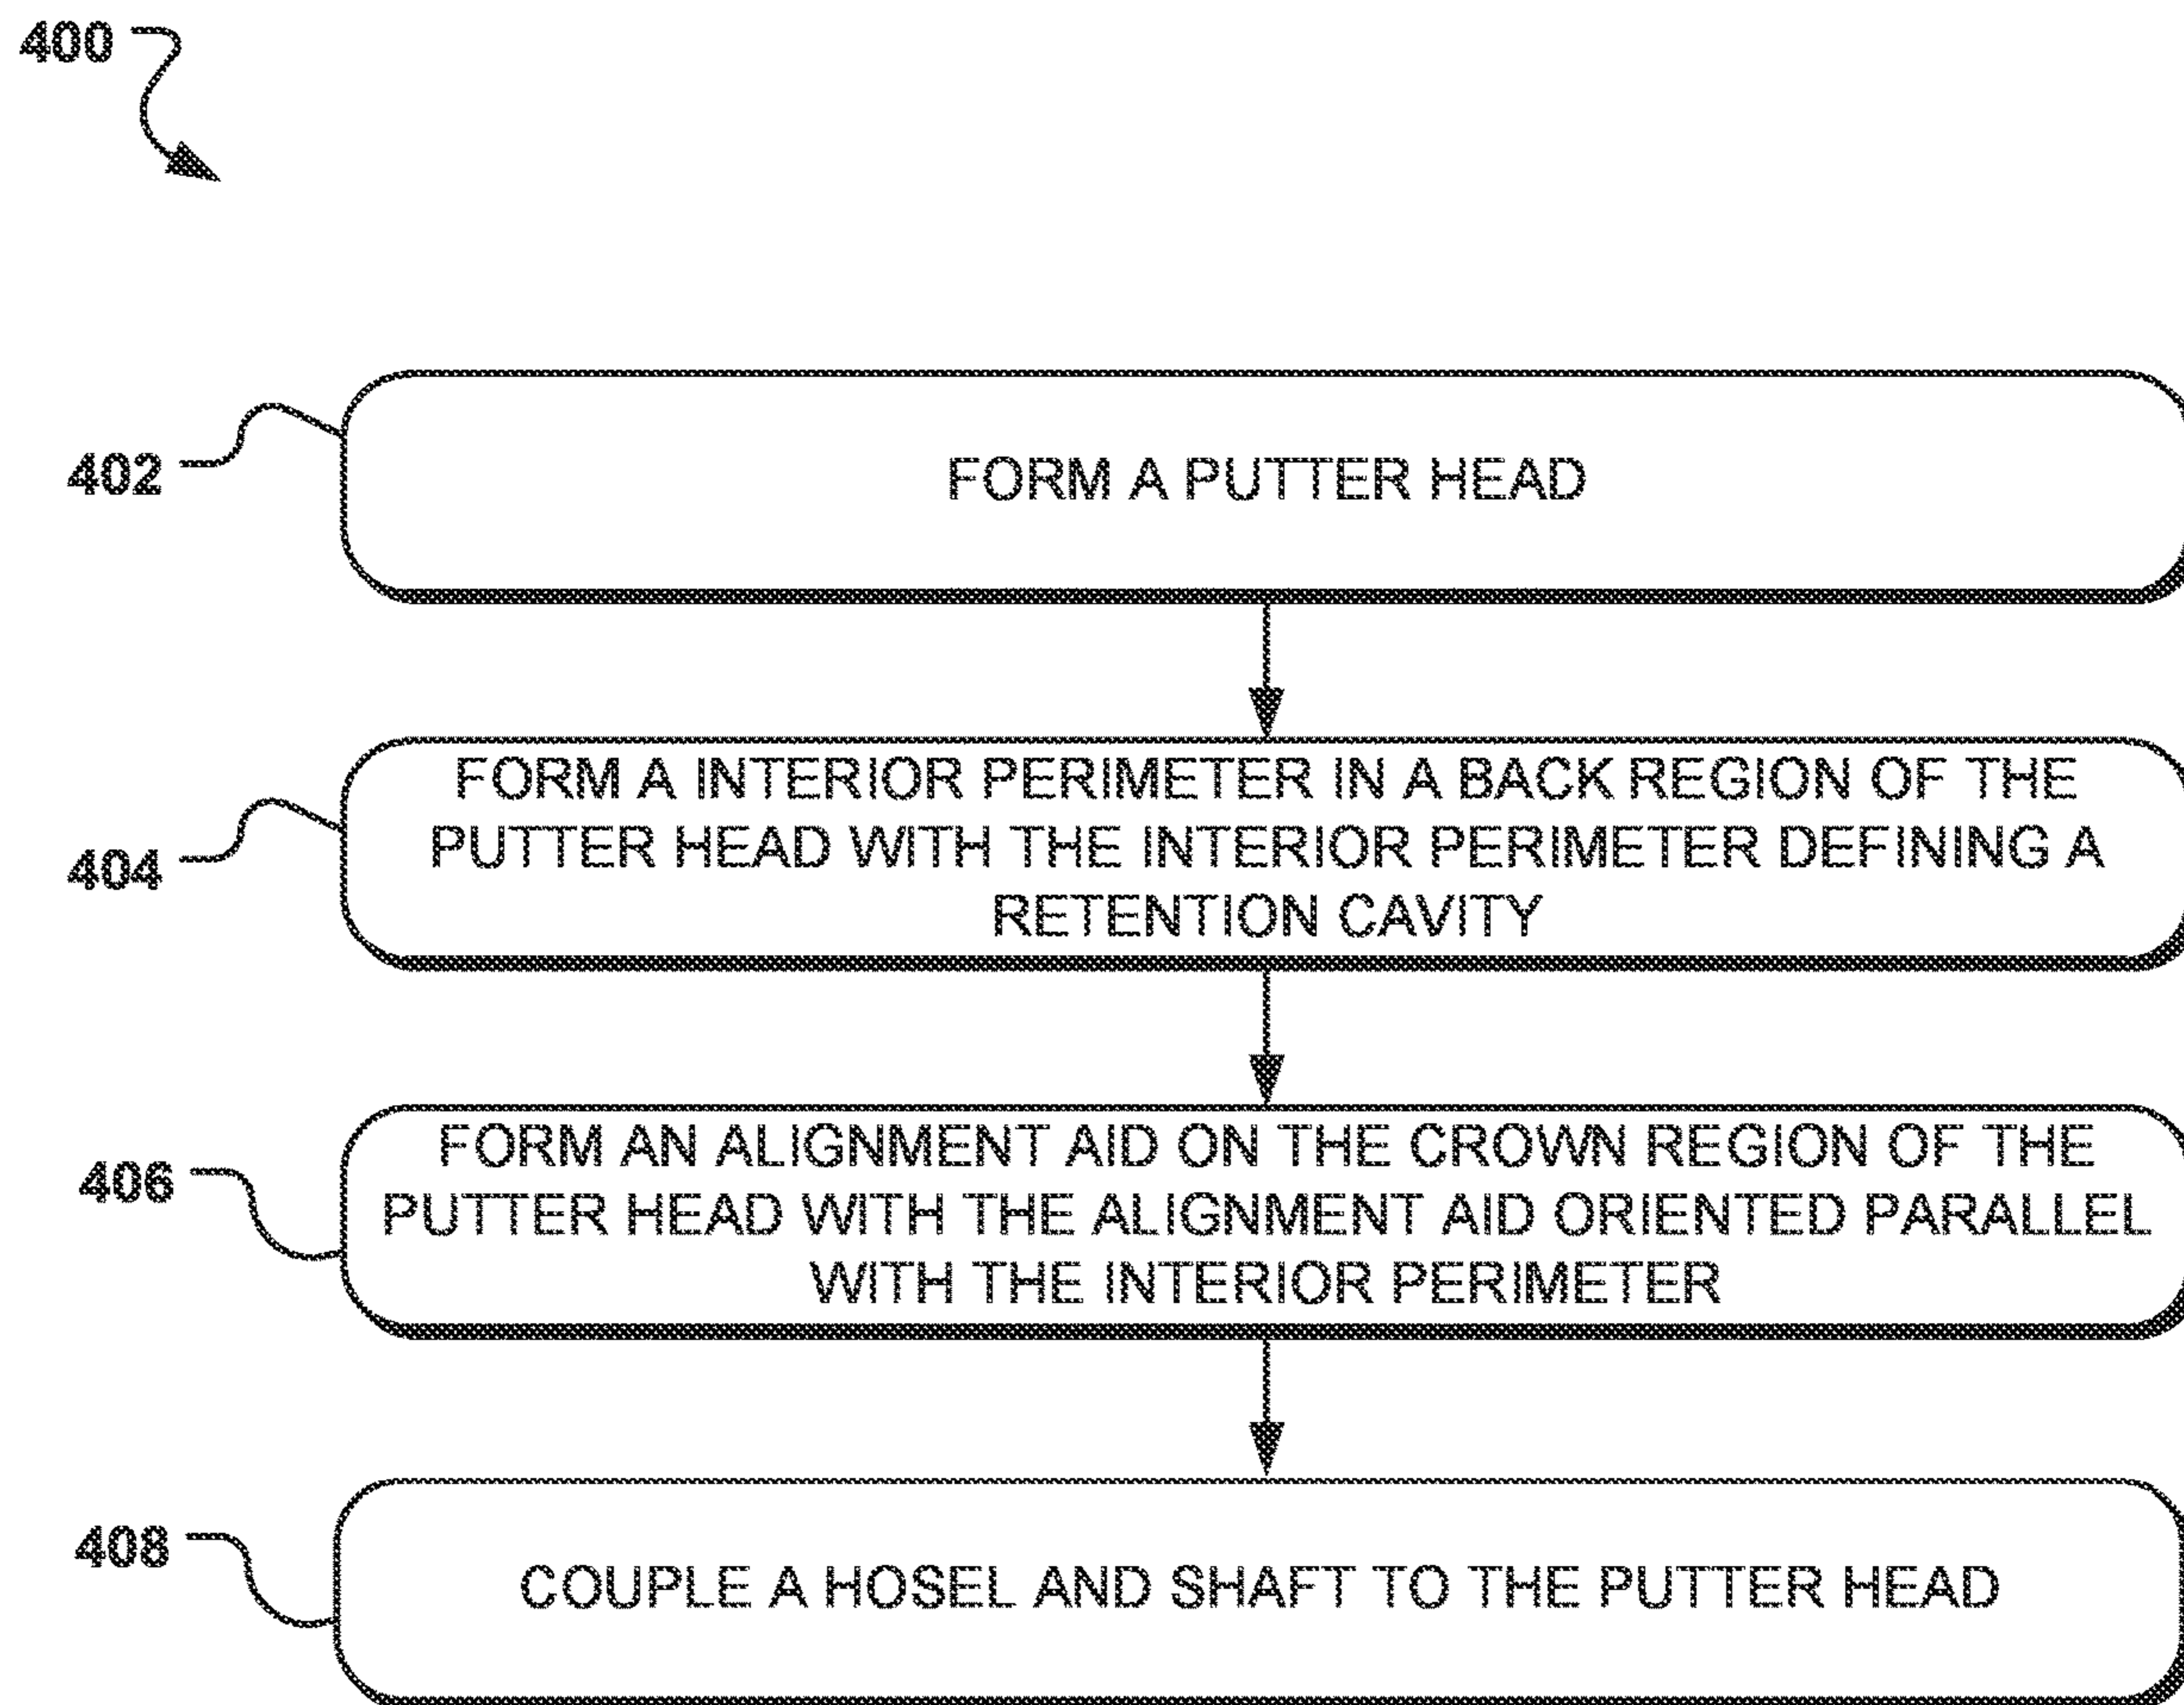 400
402
FORM A PUTTER HEAD
404
FORM A INTERIOR PERIMETER IN A BACK REGION OF THE
PUTTER HEAD WITH THE INTERIOR PERIMETER DEFINING A
RETENTION CAVITY
406
FORM AN ALIGNMENT AID ON THE CROWN REGION OF THE
PUTTER HEAD WITH THE ALIGNMENT AID ORIENTED PARALLEL
WITH THE INTERIOR PERIMETER
408
COUPLE A HOSEL AND SHAFT TO THE PUTTER HEAD